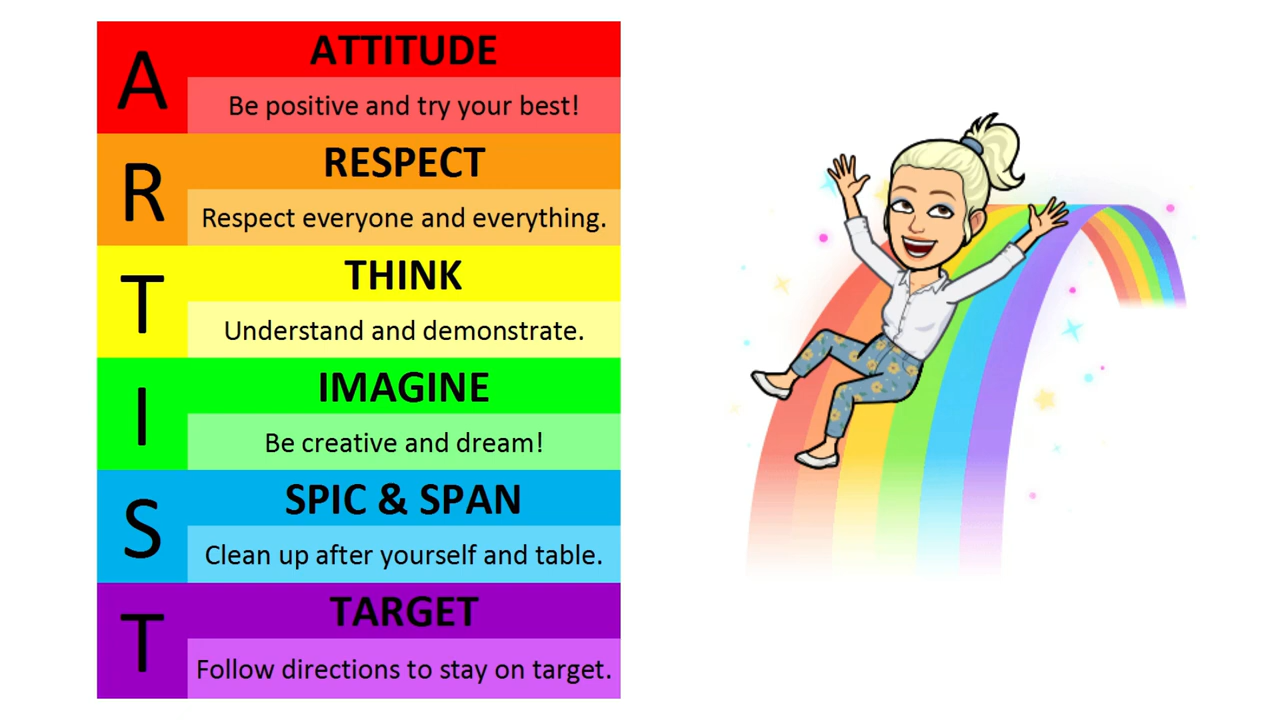 A
ATTITUDE
Be positive and try your best!
R
RESPECT
Respect everyone and everything.
T
THINK
Understand and demonstrate.
I
IMAGINE
Be creative and dream!
S
SPIC & SPAN
Clean up after yourself and table.
T
TARGET
Follow directions to stay on target.